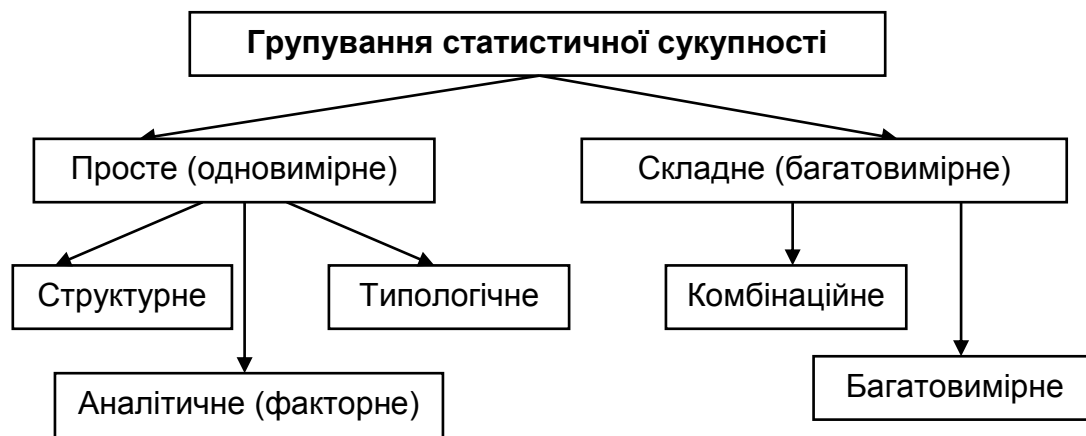 Групування статистичної сукупності
Просте (одновимірне)
Складне (багатовимірне)
Структурне
Типологічне
Комбінаційне
Аналітичне (факторне)
Багатовимірне